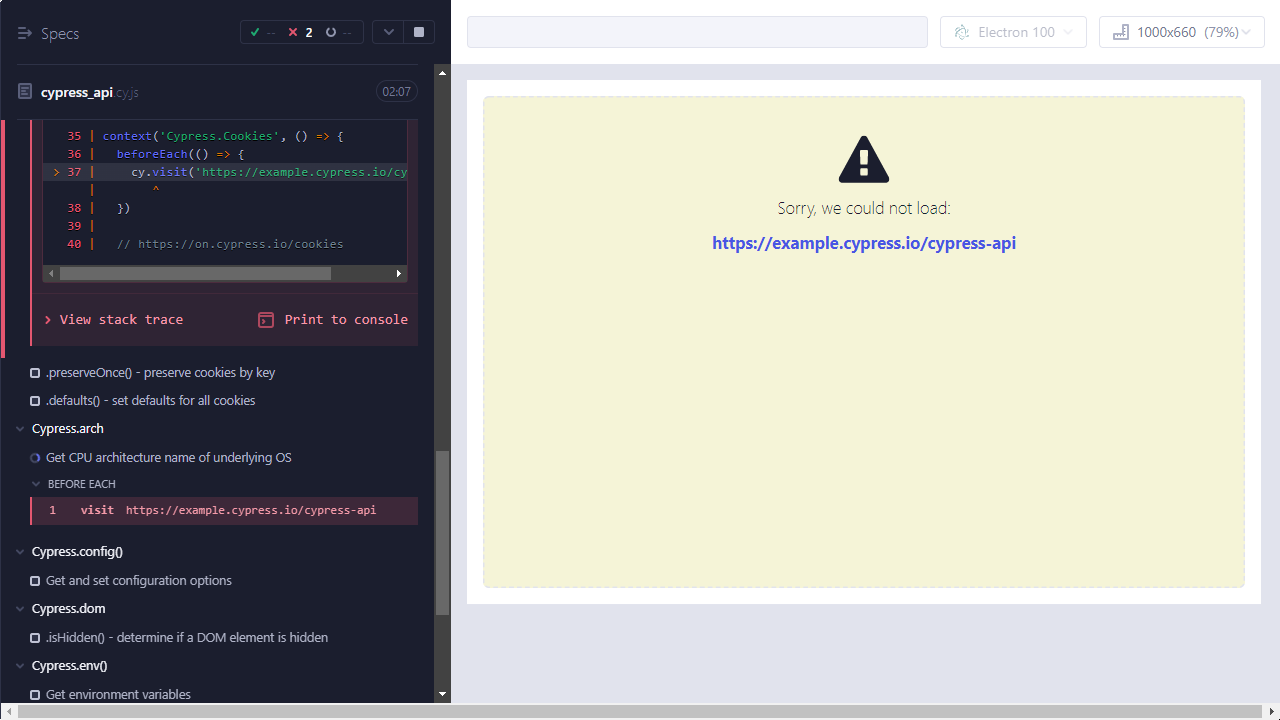 Specs
-- 2 --
cypress_api.cy.js
02:07
35 | context('Cypress.Cookies', () => {
36 | beforeEach(() => {
> 37 | cy.visit('https://example.cypress.io/cy
| ^
38 | })
39 |
40 | // https://on.cypress.io/cookies
View stack trace
Print to console
.preserveOnce() - preserve cookies by key
.defaults() - set defaults for all cookies
Cypress.arch
Get CPU architecture name of underlying OS
BEFORE EACH
1 visit https://example.cypress.io/cypress-api
Cypress.config()
Get and set configuration options
Cypress.dom
.isHidden() - determine if a DOM element is hidden
Cypress.env()
Get environment variables
Electron 100
1000x660 (79%)
Sorry, we could not load:
https://example.cypress.io/cypress-api